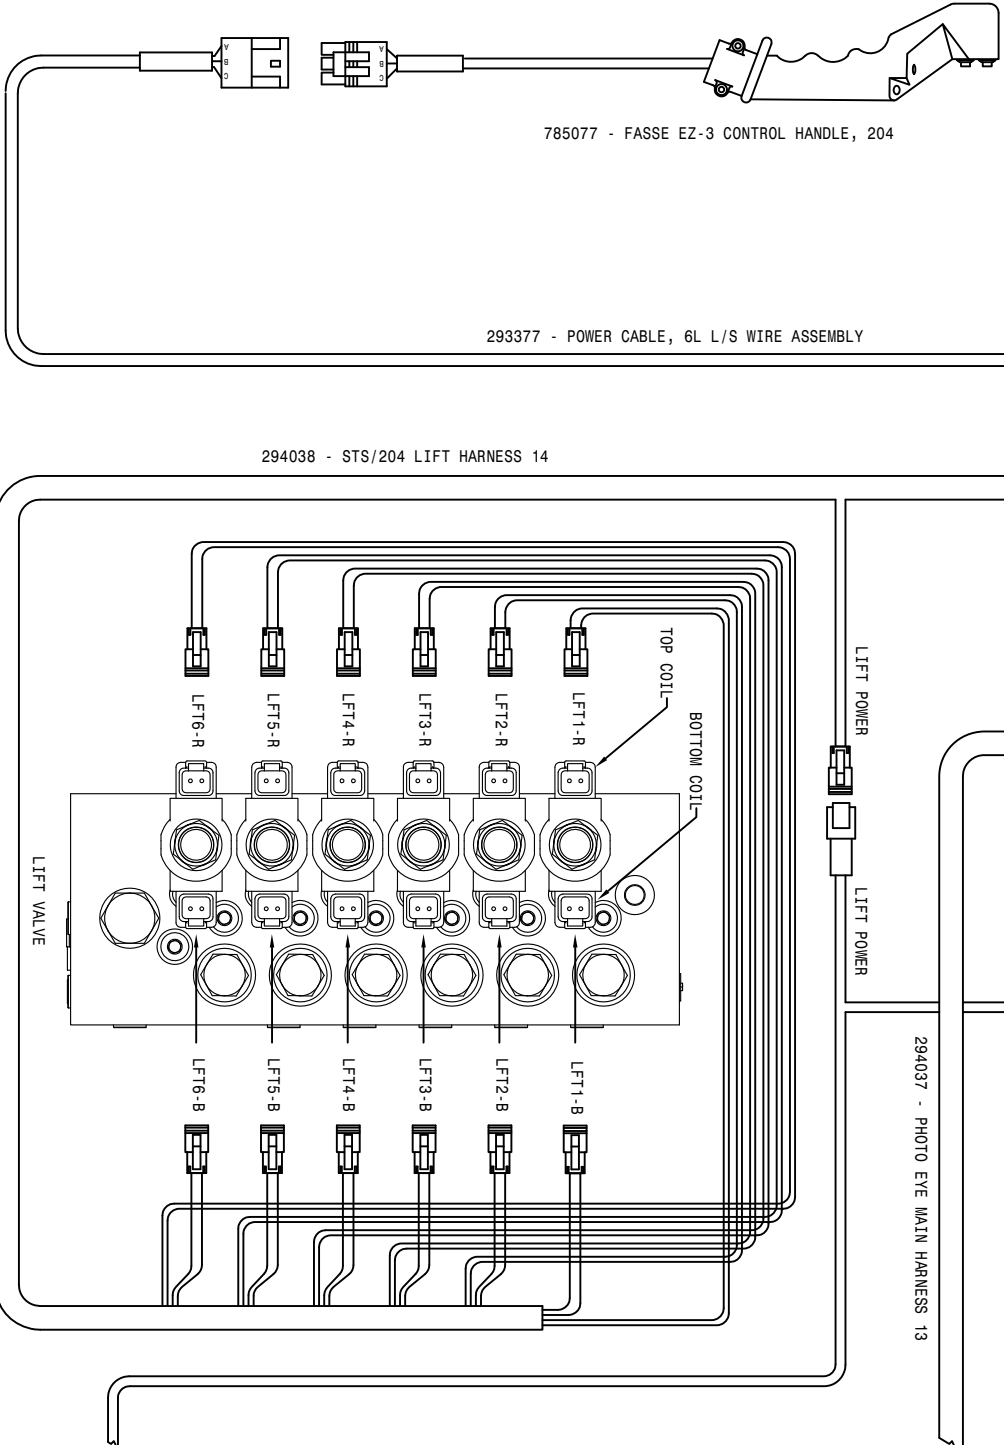 A
B
C
A
B
C
785077 - FASSE EZ-3 CONTROL HANDLE, 204
293377 - POWER CABLE, 6L L/S WIRE ASSEMBLY
294038 - STS/204 LIFT HARNESS 14
TOP COIL
BOTTOM COIL
LIFT POWER
LIFT POWER
LFT6-R
LFT5-R
LFT4-R
LFT3-R
LFT2-R
LFT1-R
LIFT VALVE
LFT6-B
LFT5-B
LFT4-B
LFT3-B
LFT2-B
LFT1-B
294037 - PHOTO EYE MAIN HARNESS 13